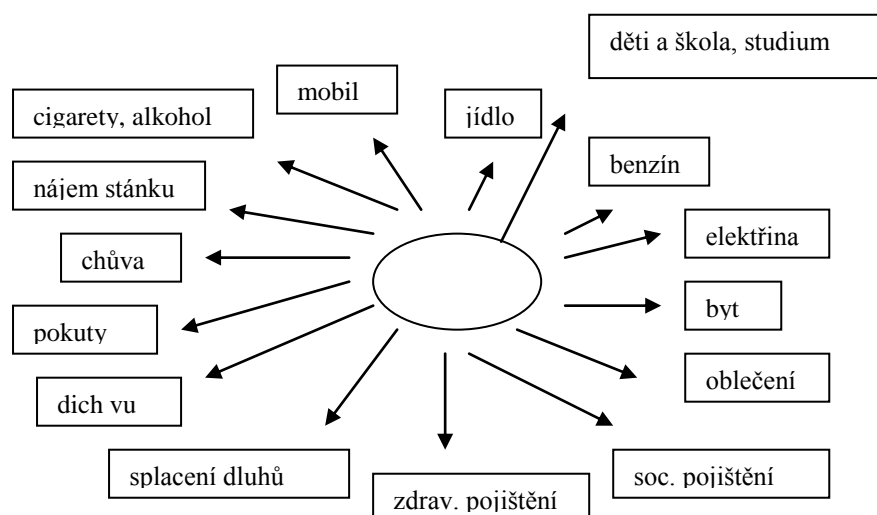 děti a škola, studium
mobil
cigarety, alkohol
jídlo
benzín
nájem stánku
elektřina
chůva
byt
pokuty
oblečení
dich vu
splacení dluhů
soc. pojištění
zdrav. pojištění